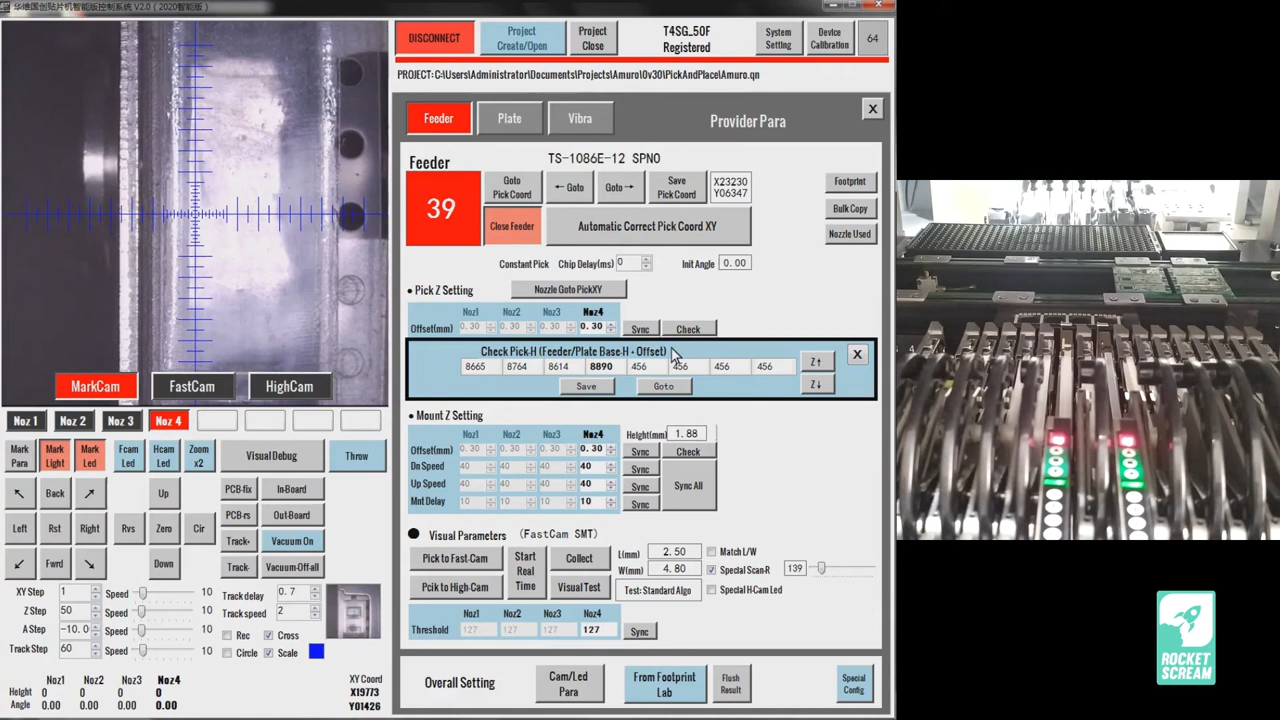 华维国创贴片机智能版控制系统 V2.0（2020智能版）
DISCONNECT
Project Create/Open
Project Close
T4SG_50F Registered
System Setting
Device Calibration
64
PROJECT: C:\Users\Administrator\Documents\Projects\Amuro\0v30\PickAndPlace\Amuro.qn
Feeder
Plate
Vibra
Provider Para
X
Feeder
TS-1086E-12 SPNO
39
Goto Pick Coord
←Goto
Goto→
Save Pick Coord
X23230
Y06347
Footprint
Bulk Copy
Nozzle Used
Close Feeder
Automatic Correct Pick Coord XY
Constant Pick Chip Delay(ms) 0 Init Angle 0.00
• Pick Z Setting Nozzle Goto PickXY
Noz1 Noz2 Noz3 Noz4
Offset(mm) 0.30 0.30 0.30 0.30 Sync Check
Check Pick-H (Feeder/Plate Base-H + Offset)
8665 8764 8614 8890 456 456 456 456
Z↑
Z↓
X
Save Goto
• Mount Z Setting
Noz1 Noz2 Noz3 Noz4 Height(mm) 1.88
Offset(mm) 0.30 0.30 0.30 0.30 Sync Check
Dn Speed 40 40 40 40 Sync
Up Speed 40 40 40 40 Sync
Mnt Delay 10 10 10 10 Sync
Sync All
Visual Parameters (FastCam SMT)
Pick to Fast-Cam
Start Real Time
Collect
L(mm) 2.50
Match L/W
W(mm) 4.80
Special Scan-R 139
Pcik to High-Cam
Visual Test
Test: Standard Algo
Special H-Cam Led
Noz1 Noz2 Noz3 Noz4
Threshold 127 127 127 127 Sync
Overall Setting
Cam/Led Para
From Footprint Lab
Flush Result
Special Config
MarkCam FastCam HighCam
Noz 1 Noz 2 Noz 3 Noz 4
Mark Para
Mark Light
Mark Led
Fcam Led
Hcam Led
Zoom x2
Visual Debug
Throw
↖ Back ↗ Up PCB-fix In-Board
Left Rst Right Rvs Zero Cir PCB-rs Out-Board
Track+ Vacuum On
↙ Fwrd ↘ Down Track- Vacuum-Off-all
XY Step 1 Speed 10 Track delay 0.7
Z Step 50 Speed 10 Track speed 2
A Step -10.0 Speed 10 Rec Cross
Track Step 60 Speed 10 Circle Scale
Noz1 Noz2 Noz3 Noz4 XY Coord
Height 0.00 0.00 0.00 0.00 X19773
Angle 0.00 0.00 0.00 0.00 Y01426
ROCKET
SCREAM